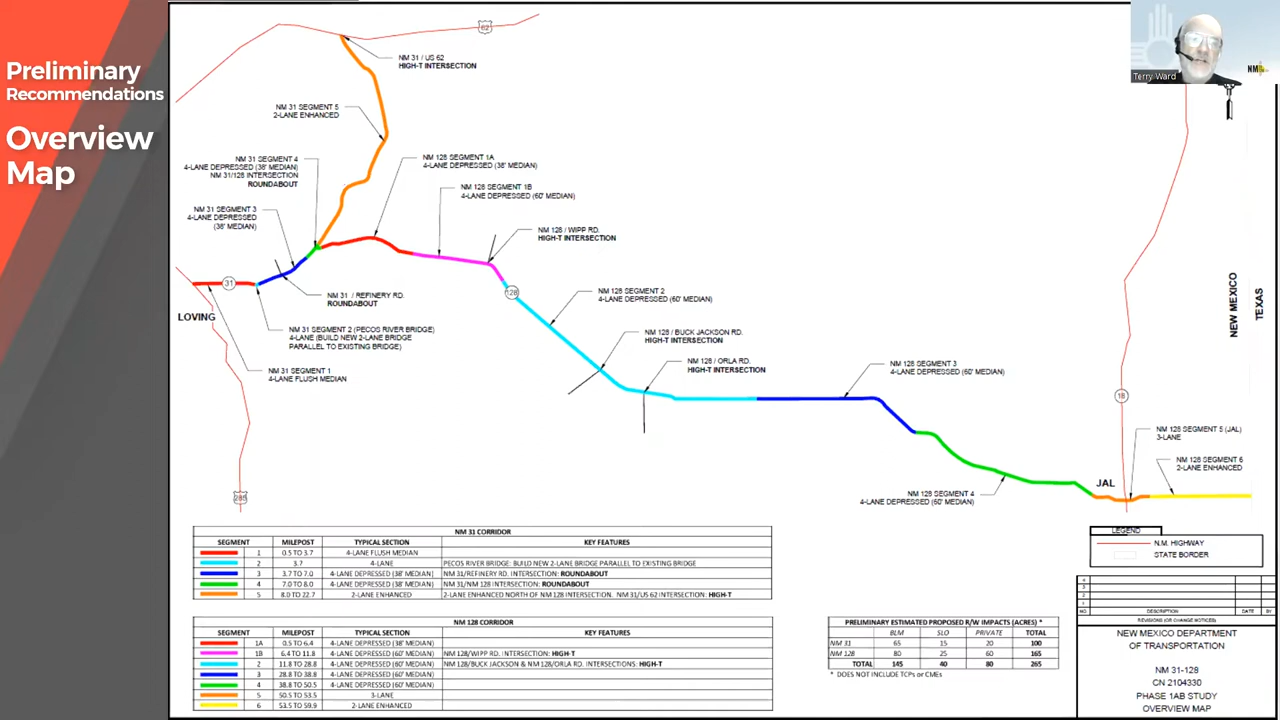 Preliminary
Recommendations
Overview
Map
62
NM 31 / US 62
HIGH-T INTERSECTION
NM 31 SEGMENT 5
2-LANE ENHANCED
NM 31 SEGMENT 4
4-LANE DEPRESSED (38' MEDIAN)
NM 31/128 INTERSECTION
ROUNDABOUT
NM 128 SEGMENT 1A
4-LANE DEPRESSED (38')
NM 128 SEGMENT 1B
4-LANE DEPRESSED (60' MEDIAN)
NM 31 SEGMENT 3
4-LANE DEPRESSED
(38' MEDIAN)
NM 128 / WIPP RD.
HIGH-T INTERSECTION
31
128
NM 31 / REFINERY RD.
ROUNDABOUT
NM 128 SEGMENT 2
4-LANE DEPRESSED (60' MEDIAN)
LOVING
NM 31 SEGMENT 2 (PECOS RIVER BRIDGE)
4-LANE (BUILD NEW 2-LANE BRIDGE
PARALLEL TO EXISTING BRIDGE)
NM 128 / BUCK JACKSON RD.
HIGH-T INTERSECTION
NM 128 / ORLA RD.
HIGH-T INTERSECTION
NM 31 SEGMENT 1
4-LANE FLUSH MEDIAN
NM 128 SEGMENT 3
4-LANE DEPRESSED (60' MEDIAN)
NEW MEXICO
TEXAS
18
NM 128 SEGMENT 5 (JAL)
3-LANE
NM 128 SEGMENT 6
2-LANE ENHANCED
JAL
NM 128 SEGMENT 4
4-LANE DEPRESSED (60' MEDIAN)
285
Terry Ward
NM 31 CORRIDOR
SEGMENT MILEPOST TYPICAL SECTION KEY FEATURES
1 0.5 TO 3.7 4-LANE FLUSH MEDIAN
2 3.7 4-LANE PECOS RIVER BRIDGE: BUILD NEW 2-LANE BRIDGE PARALLEL TO EXISTING BRIDGE
3 3.7 TO 7.0 4-LANE DEPRESSED (38' MEDIAN) NM 31/REFINERY RD. INTERSECTION: ROUNDABOUT
4 7.0 TO 8.0 4-LANE DEPRESSED (38' MEDIAN) NM 31/NM 128 INTERSECTION: ROUNDABOUT
5 8.0 TO 22.7 2-LANE ENHANCED 2-LANE ENHANCED NORTH OF NM 128 INTERSECTION. NM 31/US 62 INTERSECTION: HIGH-T
NM 128 CORRIDOR
SEGMENT MILEPOST TYPICAL SECTION KEY FEATURES
1A 0.5 TO 6.4 4-LANE DEPRESSED (38' MEDIAN)
1B 6.4 TO 11.8 4-LANE DEPRESSED (60' MEDIAN) NM 128/WIPP RD. INTERSECTION: HIGH-T
2 11.8 TO 28.8 4-LANE DEPRESSED (60' MEDIAN) NM 128/BUCK JACKSON & NM 128/ORLA RD. INTERSECTIONS: HIGH-T
3 28.8 TO 38.8 4-LANE DEPRESSED (60' MEDIAN)
4 38.8 TO 50.5 4-LANE DEPRESSED (60' MEDIAN)
5 50.5 TO 53.5 3-LANE
6 53.5 TO 59.9 2-LANE ENHANCED
PRELIMINARY ESTIMATED PROPOSED R/W IMPACTS (ACRES) *
BLM SLO PRIVATE TOTAL
NM 31 65 15 20 100
NM 128 80 25 60 165
TOTAL 145 40 80 265
* DOES NOT INCLUDE TCPs or CMEs
LEGEND
N.M. HIGHWAY
STATE BORDER
4
3
2
1
NO. DESCRIPTION DATE BY
REVISIONS (OR CHANGE NOTICES)
NEW MEXICO DEPARTMENT
OF TRANSPORTATION
NM 31-128
CN 2104330
PHASE 1AB STUDY
OVERVIEW MAP